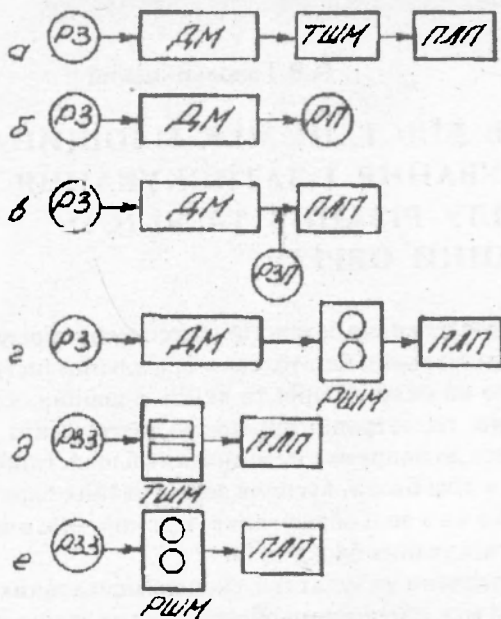 а РЗ ДМ ТШМ ПЛП
б РЗ ДМ РП
в РЗ ДМ ПЛП
РЗП
г РЗ ДМ ПЛП
РШМ
д РЗЗ ПЛП
ТШМ
е РЗЗ ПЛП
РШМ